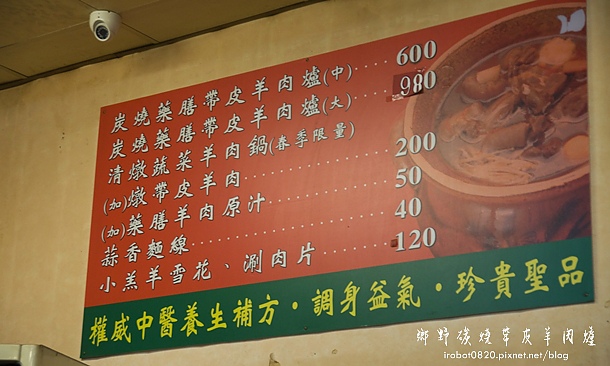 炭燒藥膳帶皮羊肉爐(中)····600
炭燒藥膳帶皮羊肉爐(大)····980
清燉蔬菜羊肉鍋(春季限量)
(加)燉帶皮羊肉············200
(加)藥膳羊肉原汁············50
蒜香麵線············40
小羔羊雪花、涮肉片·······120
權威中醫養生補方·調身益氣·珍貴聖品
鄉野碳燒帶皮羊肉爐
irobot0820.pixnet.net/blog